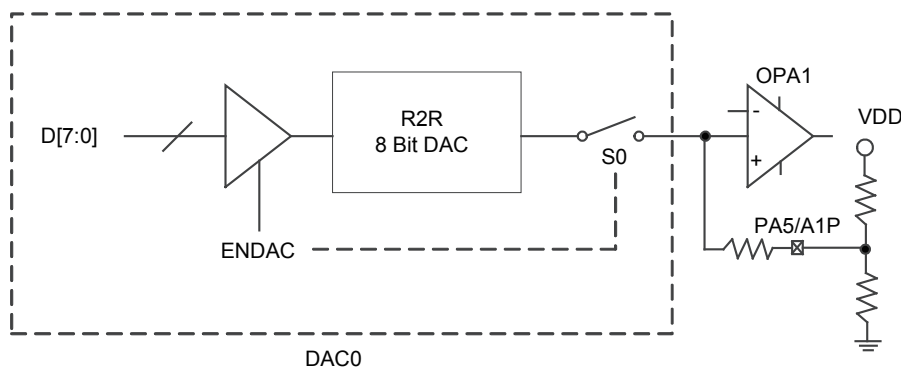 OPA1
VDD
D[7:0]
R2R
8 Bit DAC
-
S0
+
PA5/A1P
ENDAC
DAC0